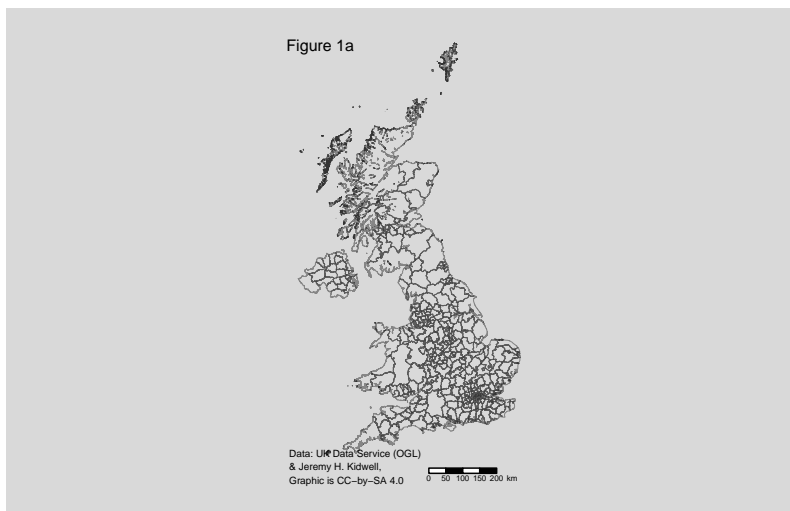 Figure 1a
Data: UK Data Service (OGL)
& Jeremy H. Kidwell,
Graphic is CC−by−SA 4.0
0 50 100 150 200 km